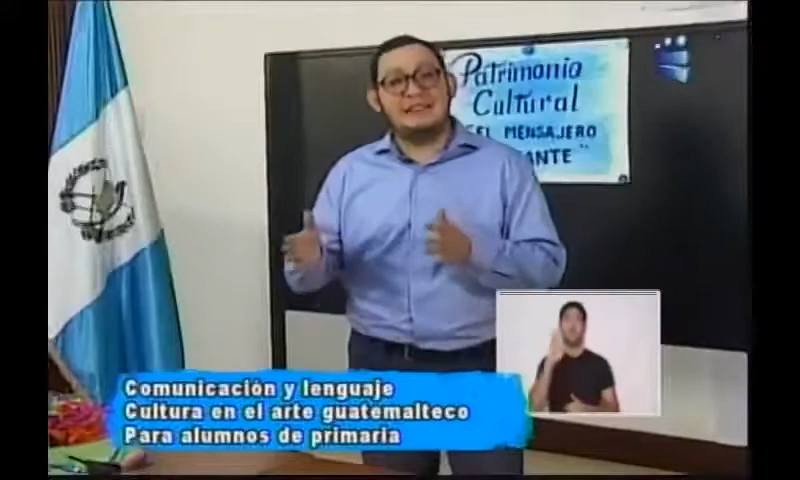 Patrimonio
Cultural
"EL MENSAJERO
ANTE"
Comunicación y lenguaje
Cultura en el arte guatemalteco
Para alumnos de primaria